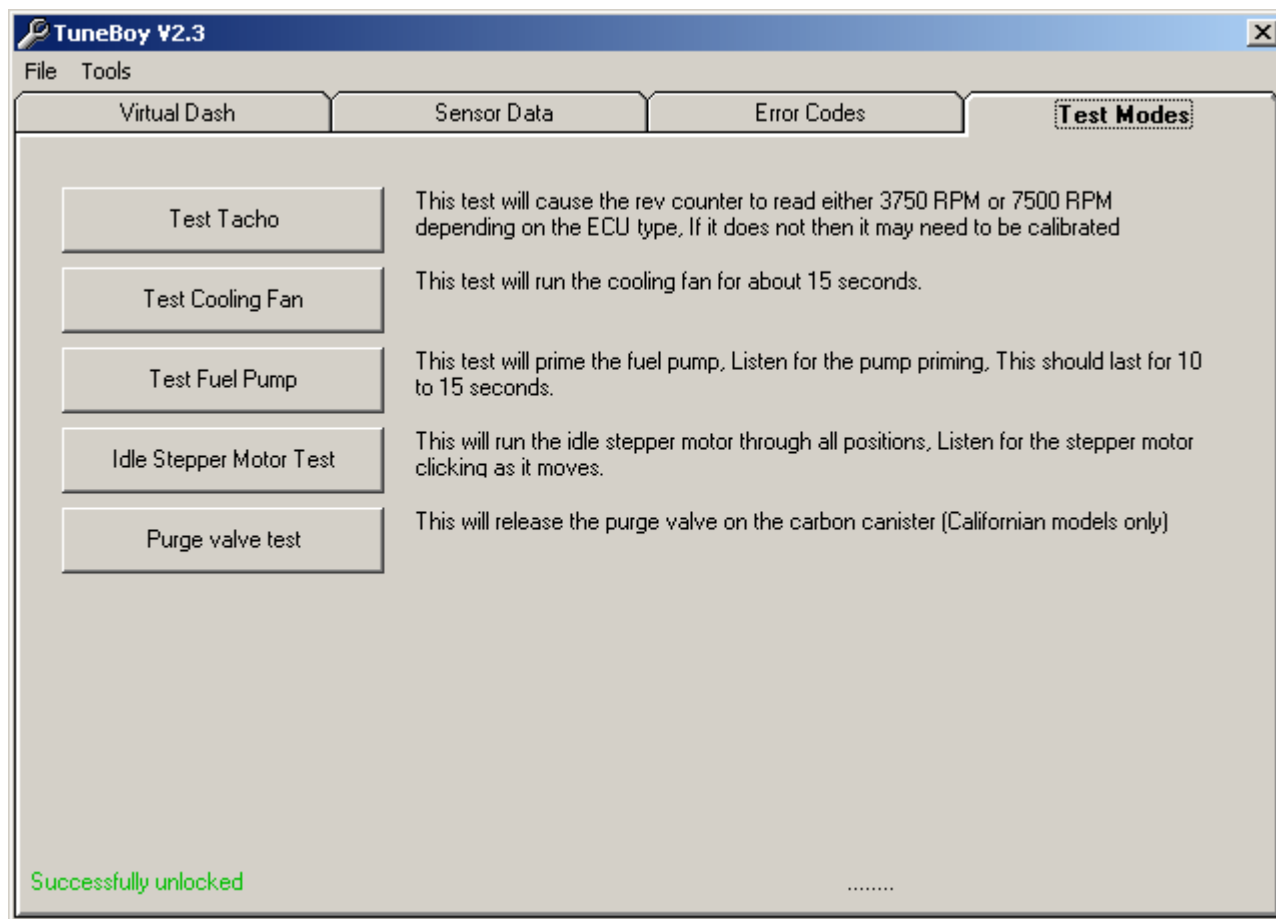 TuneBoy V2.3
File Tools
Virtual Dash Sensor Data Error Codes Test Modes
Test Tacho
This test will cause the rev counter to read either 3750 RPM or 7500 RPM
depending on the ECU type, If it does not then it may need to be calibrated
Test Cooling Fan
This test will run the cooling fan for about 15 seconds.
Test Fuel Pump
This test will prime the fuel pump, Listen for the pump priming, This should last for 10
to 15 seconds.
Idle Stepper Motor Test
This will run the idle stepper motor through all positions, Listen for the stepper motor
clicking as it moves.
Purge valve test
This will release the purge valve on the carbon canister (Californian models only)
Successfully unlocked ........